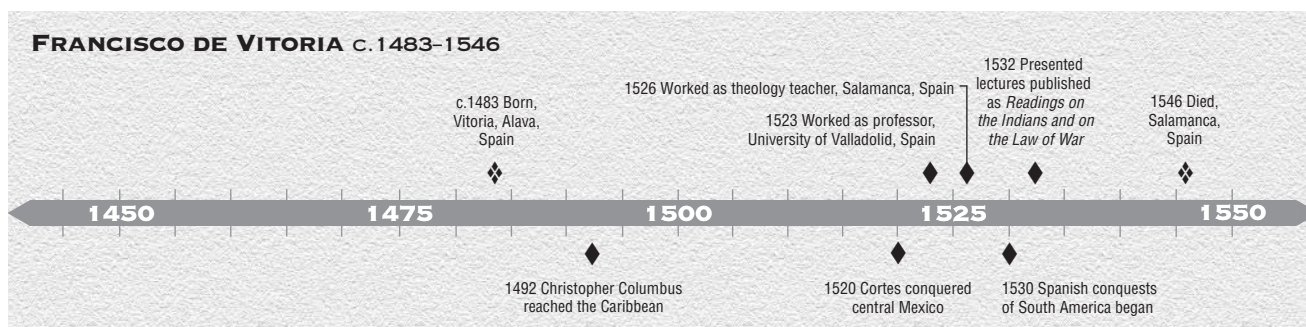 FRANCISCO DE VITORIA C.1483–1546
c.1483 Born,
Vitoria, Alava,
Spain
1526 Worked as theology teacher, Salamanca, Spain
1523 Worked as professor,
University of Valladolid, Spain
1532 Presented
lectures published
as Readings on
the Indians and on
the Law of War
1546 Died,
Salamanca,
Spain
1450 1475 1500 1525 1550
1492 Christopher Columbus
reached the Caribbean
1520 Cortes conquered
central Mexico
1530 Spanish conquests
of South America began